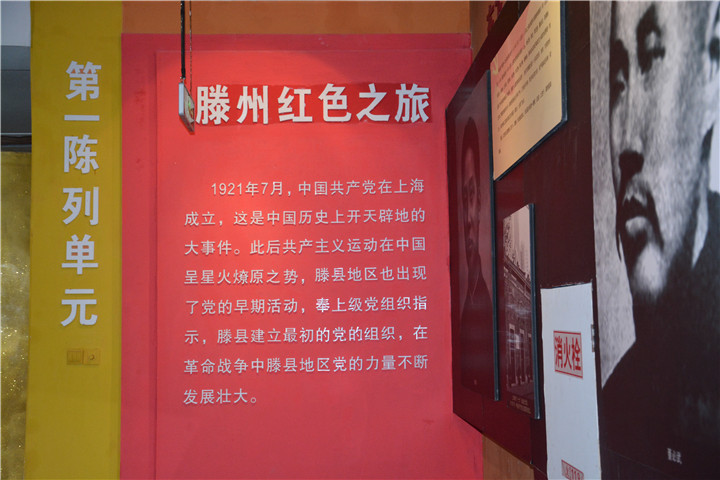 第一陈列单元
滕州红色之旅
1921年7月，中国共产党在上海
成立，这是中国历史上开天辟地的
大事件。此后共产主义运动在中国
呈星火燎原之势，滕县地区也出现
了党的早期活动，奉上级党组织指
示，滕县建立最初的党的组织，在
革命战争中滕县地区党的力量不断
发展壮大。
消火栓